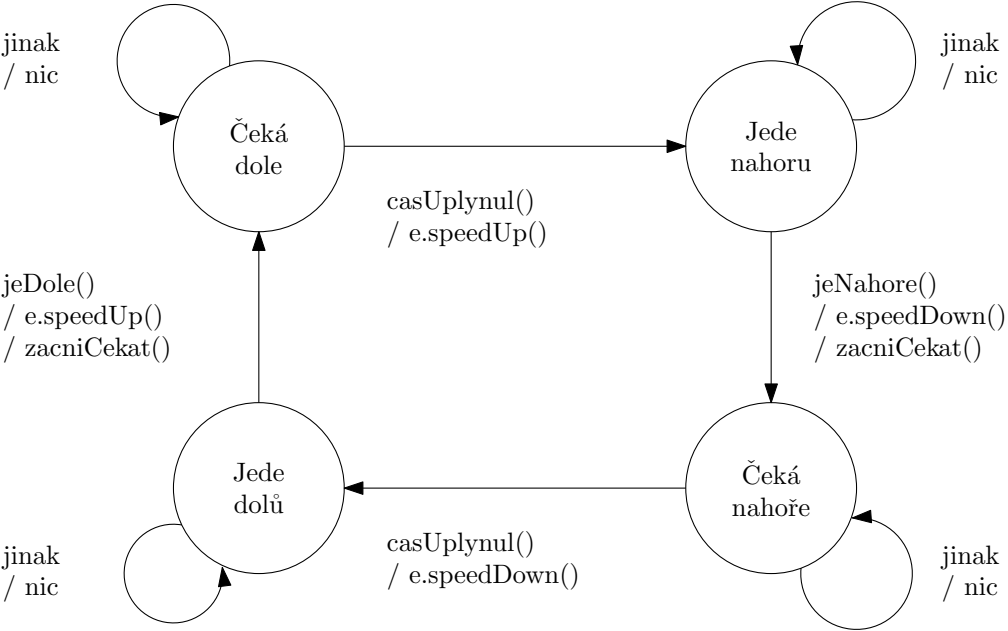 jinak
/ nic
Čeká
dole
Jede
nahoru
jinak
/ nic
casUplynul()
/ e.speedUp()
jeDole()
/ e.speedUp()
/ zacniCekat()
jeNahore()
/ e.speedDown()
/ zacniCekat()
Jede
dolů
Čeká
nahoře
casUplynul()
/ e.speedDown()
jinak
/ nic
jinak
/ nic